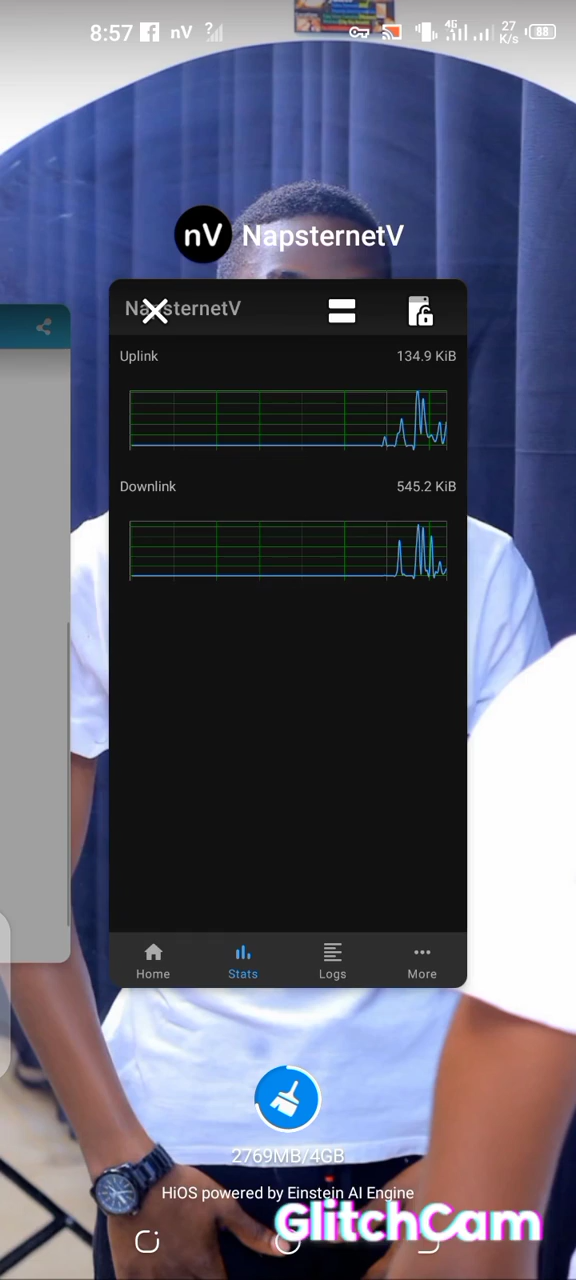 8:57 nV ? 4G 27 K/s 88
nV NapsternetV
NapsternetV
Uplink 134.9 KiB
Downlink 545.2 KiB
Home Stats Logs More
2769MB/4GB
HiOS powered by Einstein AI Engine
GlitchCam